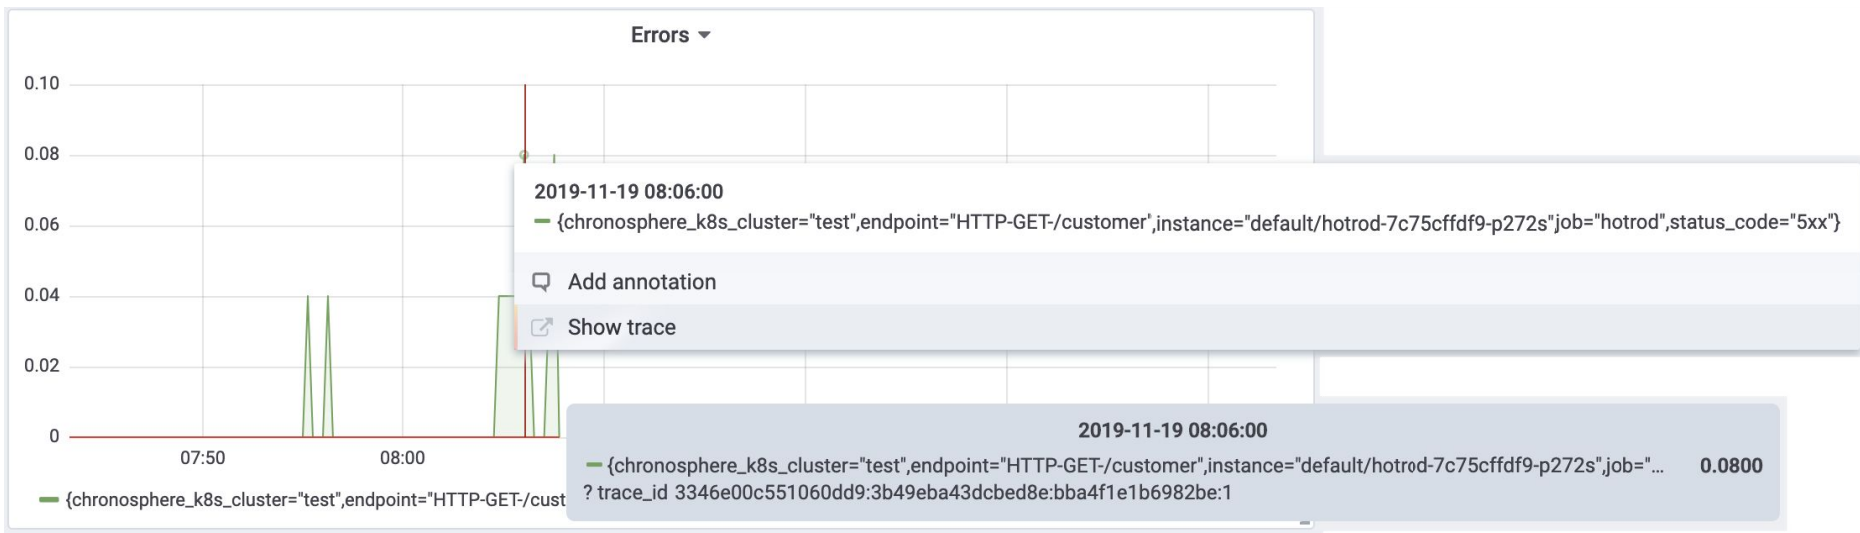 Errors
0.10
0.08
0.06
0.04
0.02
0
07:50
08:00
2019-11-19 08:06:00
{chronosphere_k8s_cluster="test",endpoint="HTTP-GET-/customer',instance="default/hotrod-7c75cffdf9-p272s"job="hotrod",status_code="5xx"}
Add annotation
Show trace
2019-11-19 08:06:00
{chronosphere_k8s_cluster="test",endpoint="HTTP-GET-/customer",instance="default/hotrod-7c75cffdf9-p272s",job="... 0.0800
? trace_id 3346e00c551060dd9:3b49eba43dcbed8e:bba4f1e1b6982be:1
{chronosphere_k8s_cluster="test",endpoint="HTTP-GET-/cust